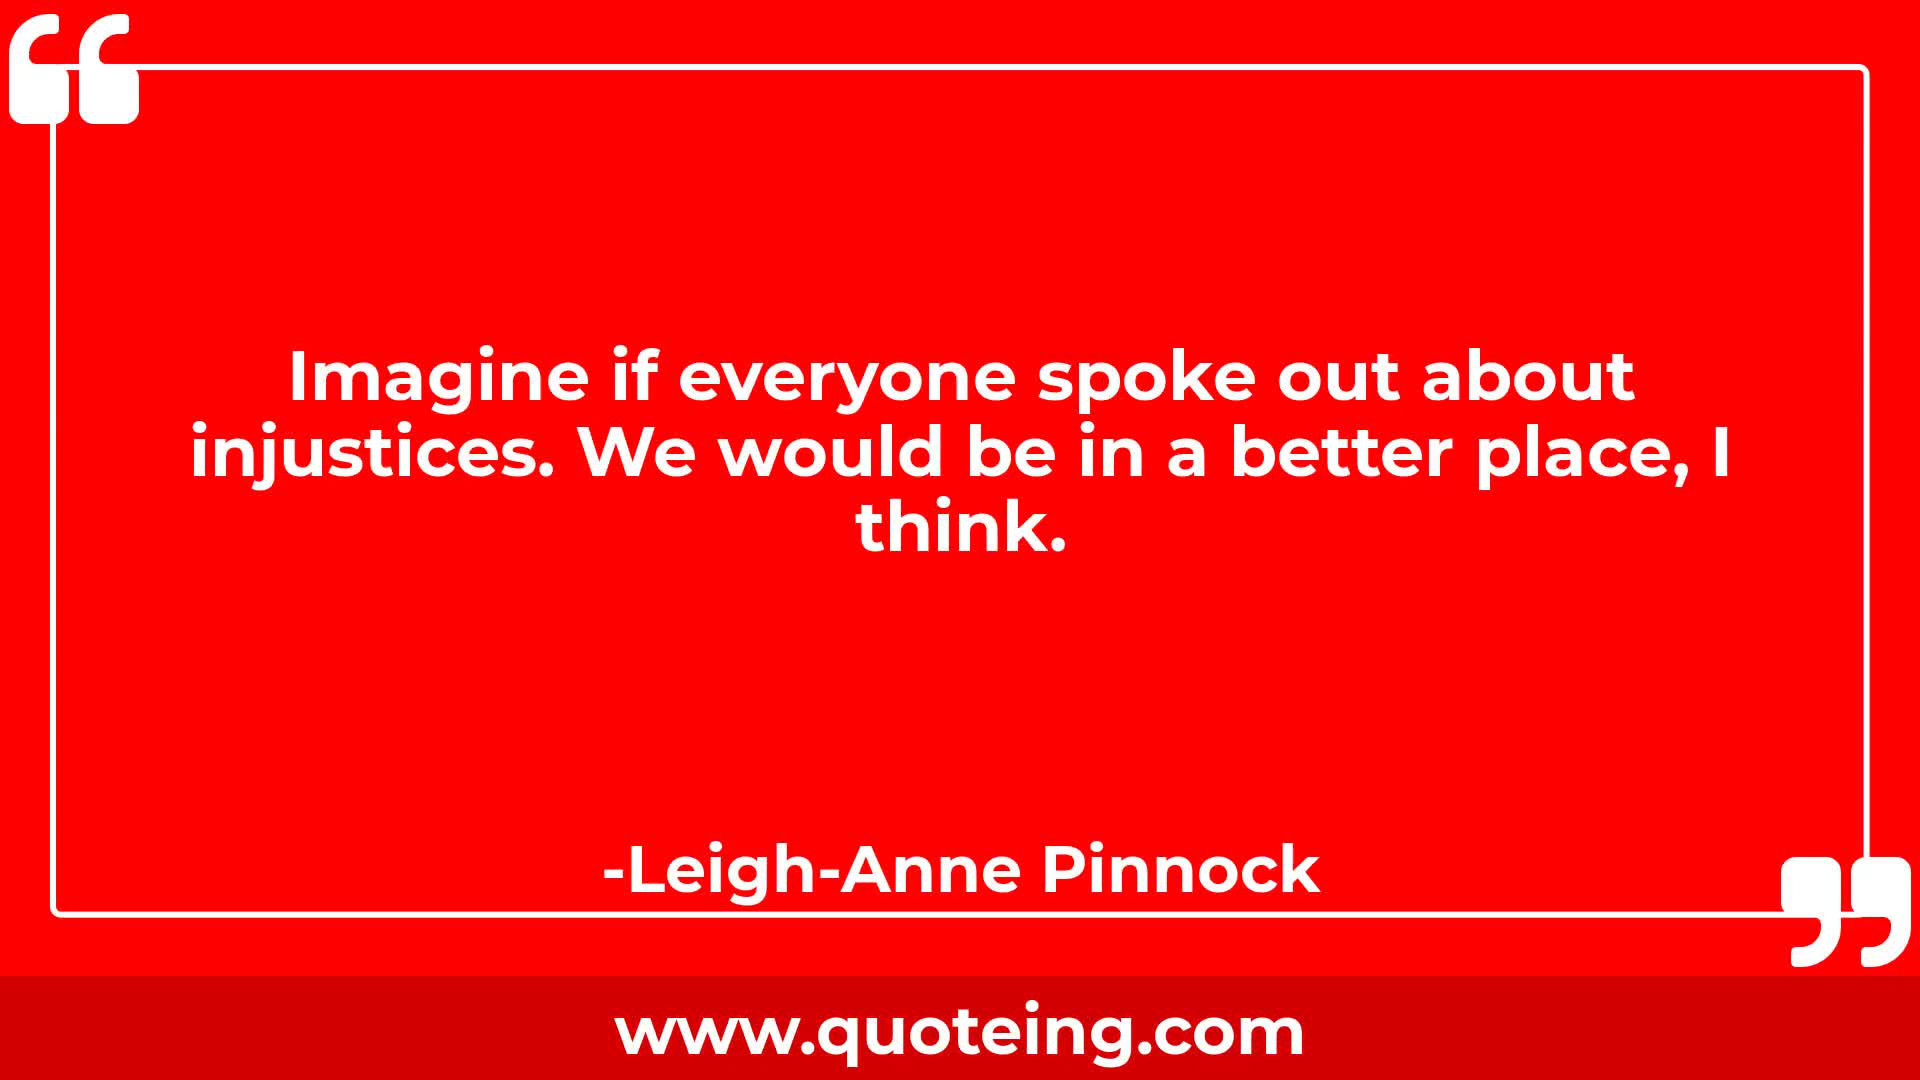 Imagine if everyone spoke out about
injustices. We would be in a better place, I
think.
-Leigh-Anne Pinnock
www.quoteing.com